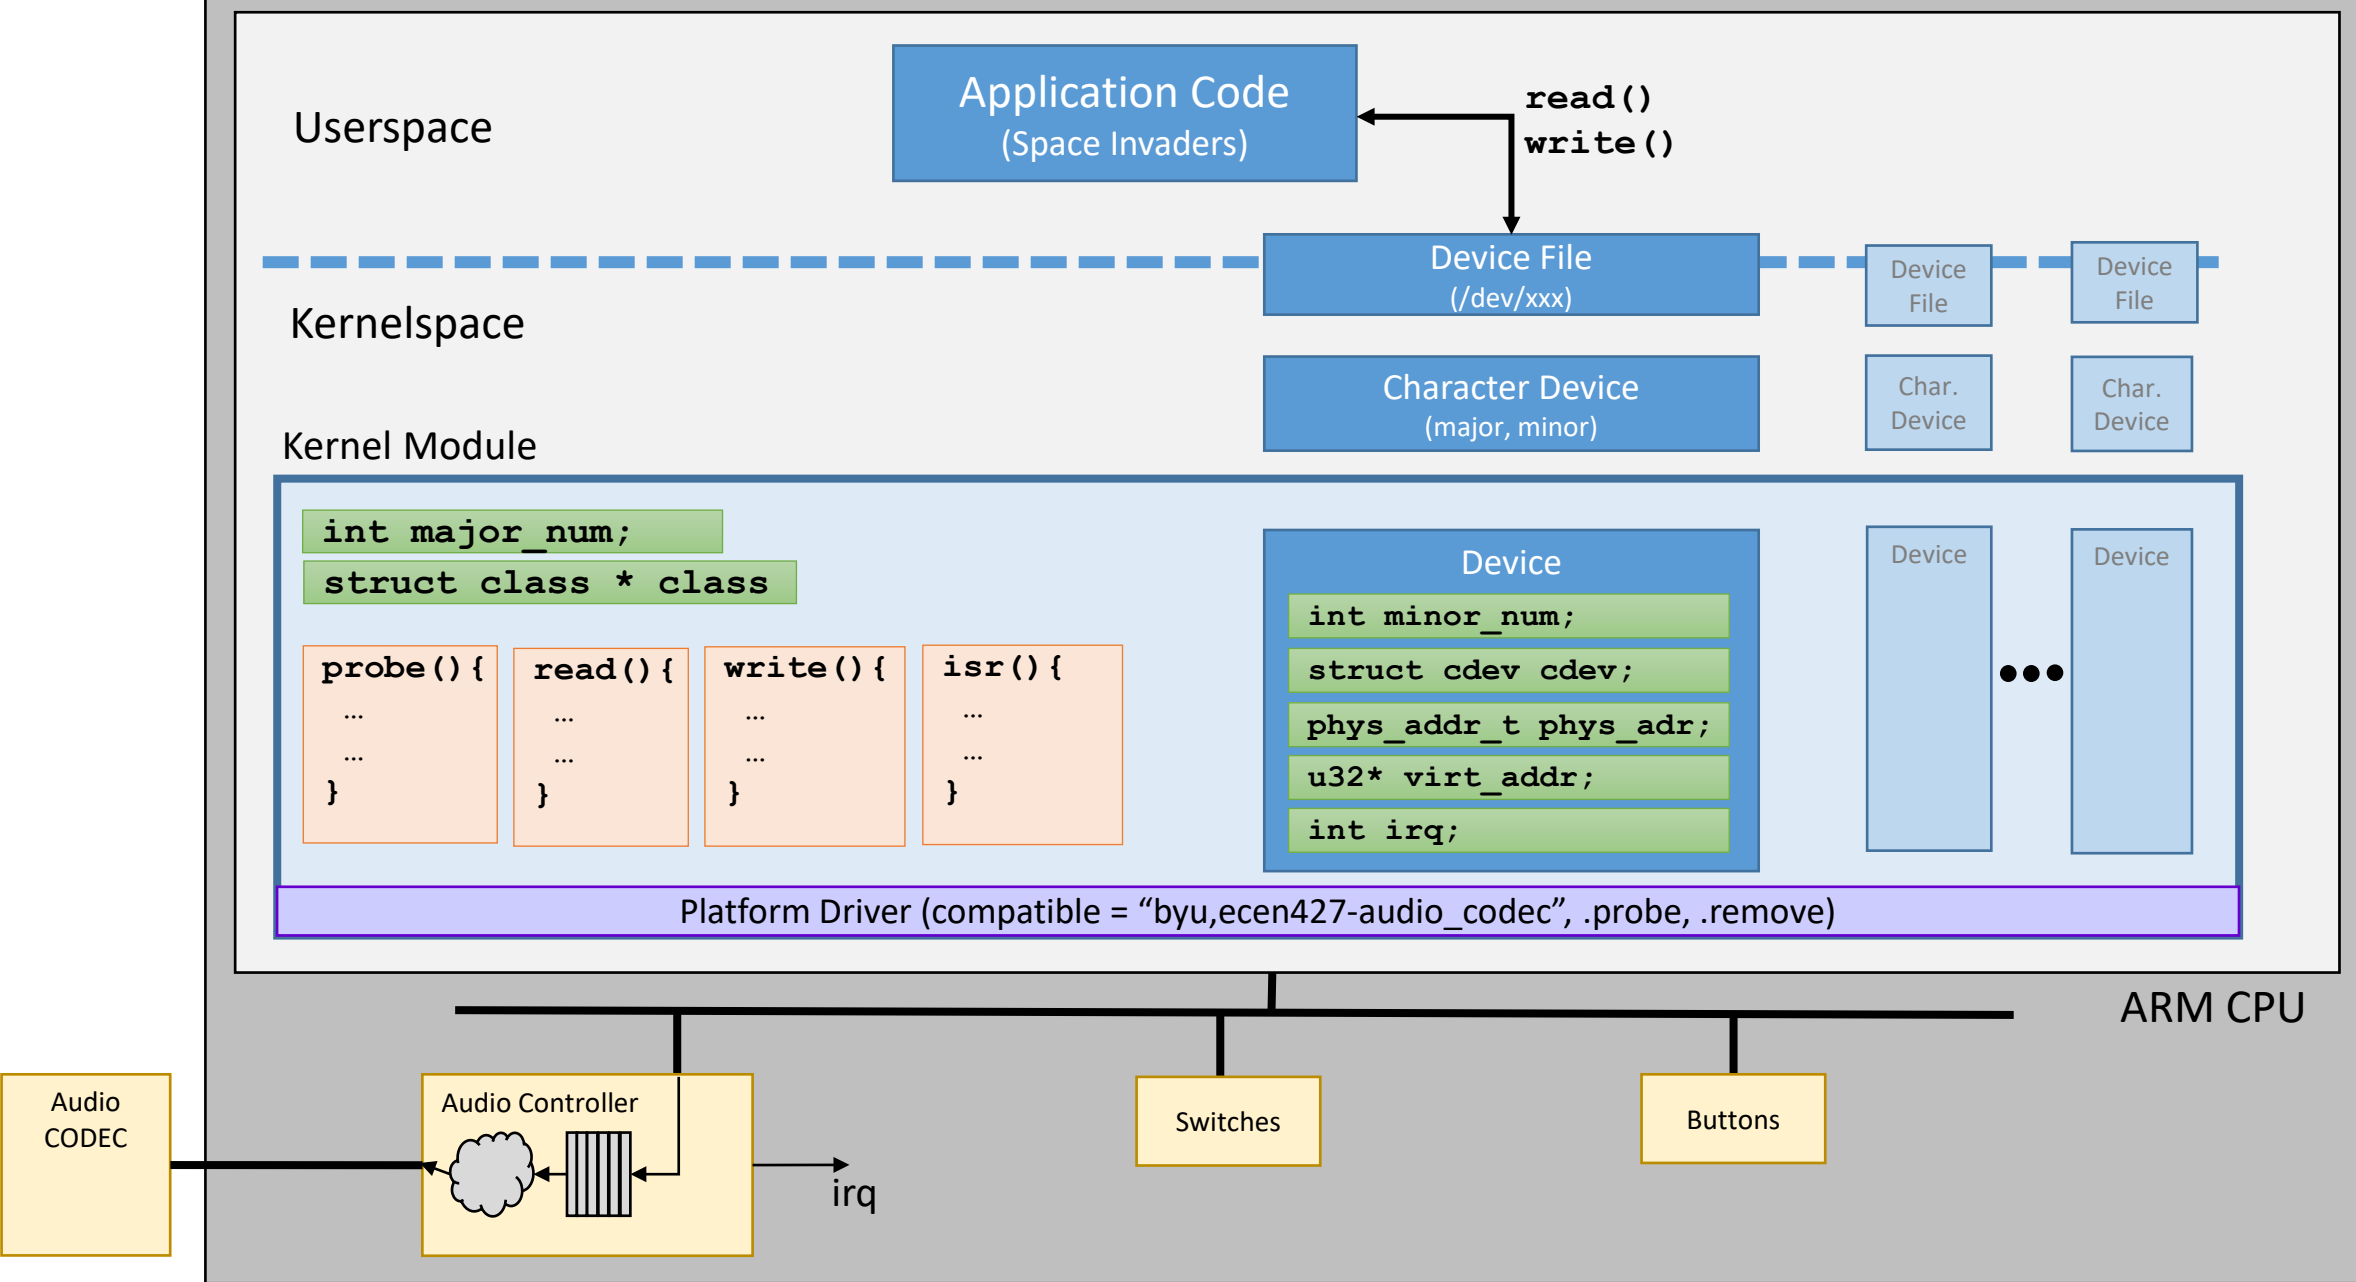 Userspace
Application Code
(Space Invaders)
read()
write()
Device File
(/dev/xxx)
Device
File
Device
File
Kernelspace
Character Device
(major, minor)
Char.
Device
Char.
Device
Kernel Module
int major_num;
struct class * class
probe(){
…
…
}
read(){
…
…
}
write(){
…
…
}
isr(){
…
…
}
Device
int minor_num;
struct cdev cdev;
phys_addr_t phys_adr;
u32* virt_addr;
int irq;
Device
Device
Platform Driver (compatible = “byu,ecen427-audio_codec”, .probe, .remove)
ARM CPU
Audio
CODEC
Audio Controller
irq
Switches
Buttons